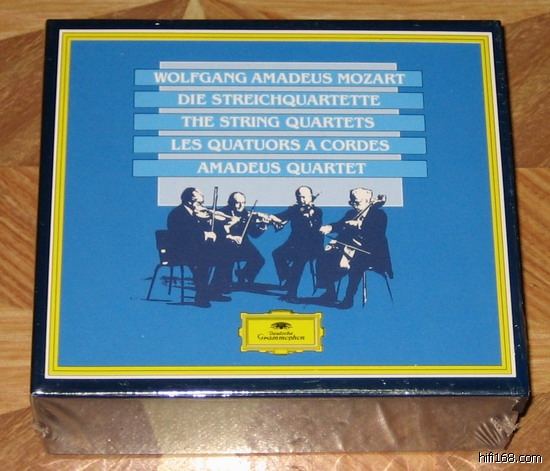 WOLFGANG AMADEUS MOZART
DIE STREICHQUARTETTE
THE STRING QUARTETS
LES QUATUORS A CORDES
AMADEUS QUARTET
Deutsche
Grammophon
hifi168.com